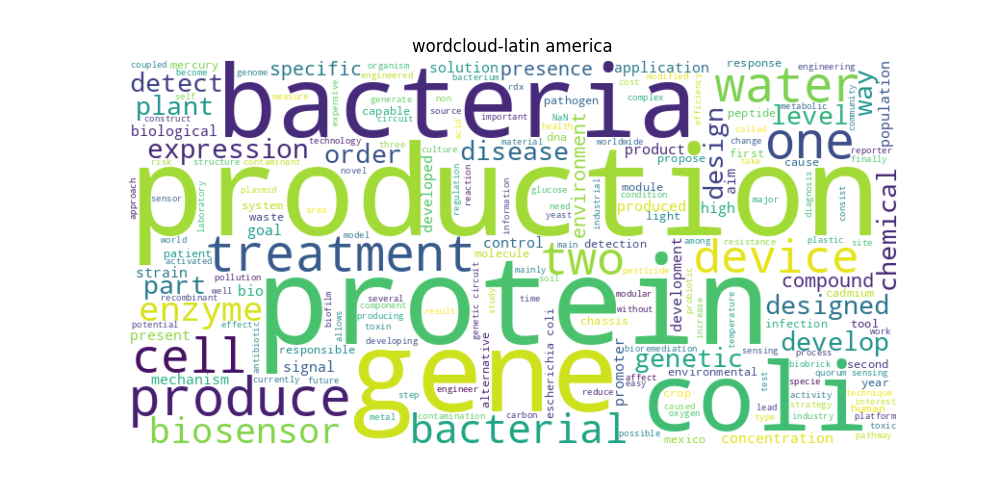 wordcloud-latin america
coupled mercury specific organism solution presence application response engineering
become genome engineered bacterium modified
detect bacteria water way population
self measure expensive generate non rdx pathogen cost complex efficiency metabolic community
plant capable source important NaN peptide level
construct circuit acid health dna worldwide design called change one reporter
biological technology material product first
expression order three disease environment propose aim take cause finally
risk structure contaminant novel culture
approach production developed regulation reaction chemical
sensor laboratory plasmid glucose condition module major diagnosis consist
system area information need industrial produced high
waste yeast light
goal model
world patient treatment control main detection two development among resistance plastic site
activated molecule device
strain pollution mainly pesticide probiotic
part well bio genetic circuit study soil compound
recombinant biofilm several protein time modular increase temperature cadmium
enzyme component without designed
potential effect allows producing result chassis infection tool
present antibiotic toxin escherichia coli work
developing alternative promoter develop
cell responsible signal gene bioremediation sensing process
genetic biobrick second
mechanism currently future affect environmental quorum sensing
produce step engineer reduce easy crop test specie year
activity technique
oxygen coli strategy interest
metal contamination carbon caused lead industry human
biosensor bacterial type platform
possible mexico concentration toxic
pathway